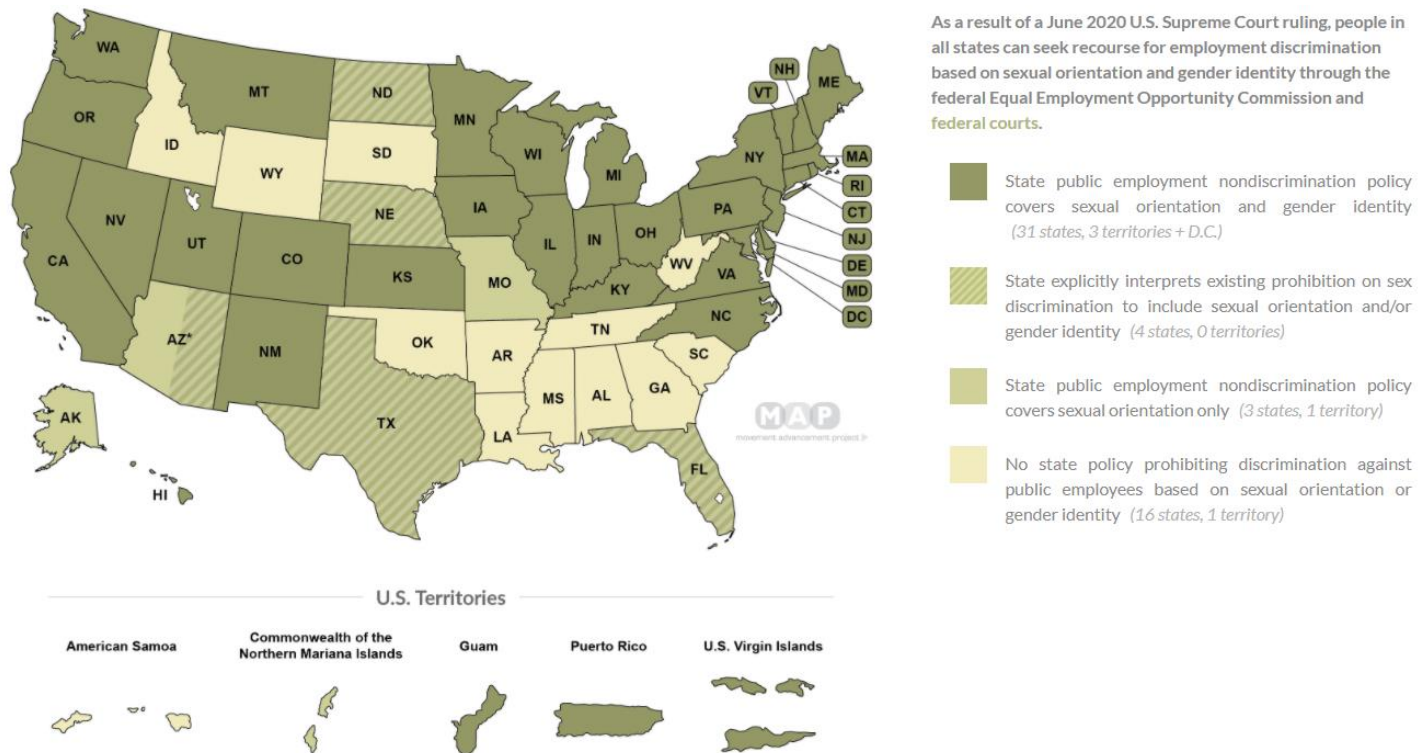 WA
OR
CA
NV
ID
MT
WY
UT
AZ*
CO
NM
ND
SD
NE
KS
OK
TX
MN
IA
MO
AR
LA
WI
IL
MI
IN
OH
KY
TN
MS
AL
GA
FL
SC
NC
VA
WV
PA
NY
VT
NH
ME
MA
RI
CT
NJ
DE
MD
DC
AK
HI
MAP
movement advancement project
As a result of a June 2020 U.S. Supreme Court ruling, people in
all states can seek recourse for employment discrimination
based on sexual orientation and gender identity through the
federal Equal Employment Opportunity Commission and
federal courts.
State public employment nondiscrimination policy
covers sexual orientation and gender identity
(31 states, 3 territories + D.C.)
State explicitly interprets existing prohibition on sex
discrimination to include sexual orientation and/or
gender identity (4 states, 0 territories)
State public employment nondiscrimination policy
covers sexual orientation only (3 states, 1 territory)
No state policy prohibiting discrimination against
public employees based on sexual orientation or
gender identity (16 states, 1 territory)
U.S. Territories
American Samoa
Commonwealth of the
Northern Mariana Islands
Guam
Puerto Rico
U.S. Virgin Islands